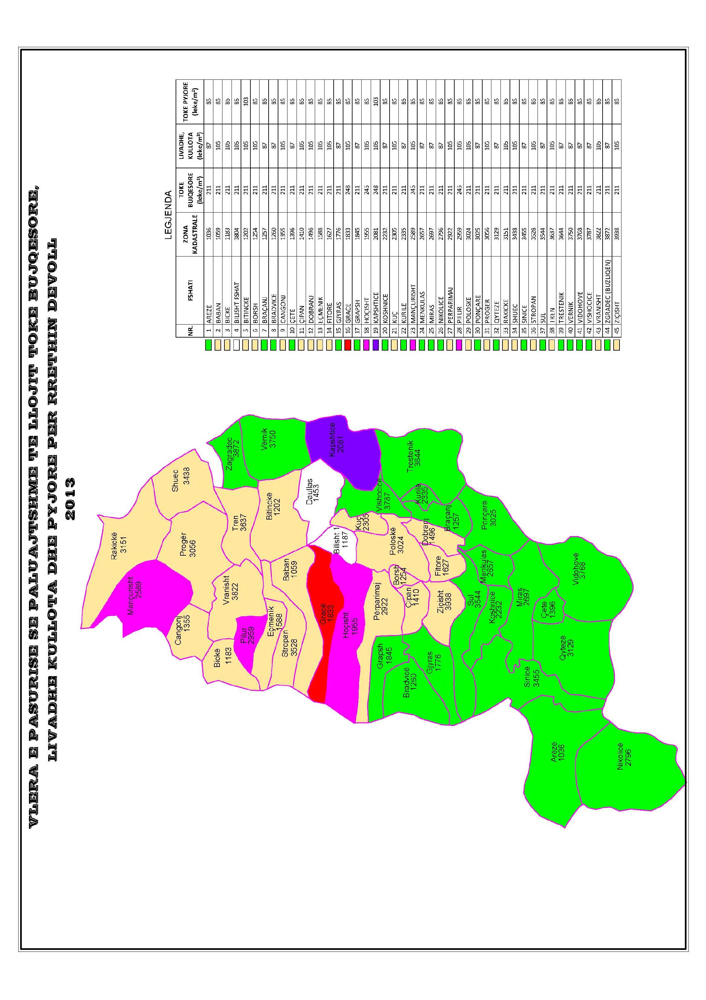 VLERA E PASURISE SE PALUAJTSHME TE LLOJIT TOKE BUJQESORE,
LIVADHE KULLOTA DHE PYJORE PER RRETHIN DEVOLL
2013
Rakickë
3151
Shuec
3438
Mançurisht
2589
Progër
3056
Cangonj
1355
Zagradec
3872
Vërnik
3750
Tren
3637
Vranisht
3822
Bickë
1183
Pilur
2959
Bitinckë
1202
Eçmenik
1588
Baban
1059
Stropan
3528
Daullas
1453
Kapshticë
2081
Gracë
1833
Bilisht 1
1187
Hoçisht
1955
Kuç
2305
Vishocicë
3787
Përparimaj
2922
Grapsh
1845
Poloskë
3024
Borsh
1254
Trestenik
3644
Kurilë
2335
Çipan
1410
Bradvicë
1260
Dobranj
1496
Fitore
1627
Ziçisht
3938
Gjyras
1776
Braçanj
1257
Sul
3544
Menkulas
2657
Ponçarë
3025
Koshnicë
2232
Miras
2697
Sinicë
3455
Çete
1396
Vidohovë
3768
Qytezë
3129
Arëzë
1036
Nikolicë
2796
LEGJENDA
NR. FSHATI ZONA KADASTRALE TOKE BUJQESORE (leke/m²) LIVADHE, KULLOTA (leke/m²) TOKE PYJORE (leke/m²)
1 AREZE 1036 211 87 85
2 BABAN 1059 211 105 85
3 BICKE 1183 211 105 85
4 BILISHT FSHAT 3804 211 105 85
5 BITINCKE 1202 211 105 103
6 BORSH 1254 211 105 85
7 BRAÇANJ 1257 211 87 85
8 BRADVICE 1260 211 87 85
9 CANGONJ 1355 211 105 85
10 ÇETE 1396 211 87 85
11 ÇIPAN 1410 211 105 85
12 DOBRANJ 1496 211 105 85
13 EÇMENIK 1588 211 105 85
14 FITORE 1627 211 105 85
15 GJYRAS 1776 211 87 85
16 GRACE 1833 248 105 85
17 GRAPSH 1845 211 87 85
18 HOÇISHT 1955 245 105 85
19 KAPSHTICE 2081 248 105 103
20 KOSHNICE 2232 211 87 85
21 KUÇ 2305 211 105 85
22 KURILE 2335 211 87 85
23 MANÇURISHT 2589 245 105 85
24 MENKULAS 2657 211 87 85
25 MIRAS 2697 211 87 85
26 NIKOLICE 2796 211 87 85
27 PERPARIMAJ 2922 211 105 85
28 PILUR 2959 245 105 85
29 POLOSKE 3024 211 105 85
30 PONÇARE 3025 211 87 85
31 PROGER 3056 211 105 85
32 QYTEZE 3129 211 87 85
33 RAKICKE 3151 211 105 85
34 SHUEC 3438 211 105 85
35 SINICE 3455 211 87 85
36 STROPAN 3528 211 105 85
37 SUL 3544 211 87 85
38 TREN 3637 211 105 85
39 TRESTENIK 3644 211 87 85
40 VERNIK 3750 211 87 85
41 VIDOHOVE 3768 211 87 85
42 VISHOCICE 3787 211 87 85
43 VRANISHT 3822 211 105 85
44 ZGRADEC (BUZLIQEN) 3872 211 87 85
45 ZIÇISHT 3938 211 105 85